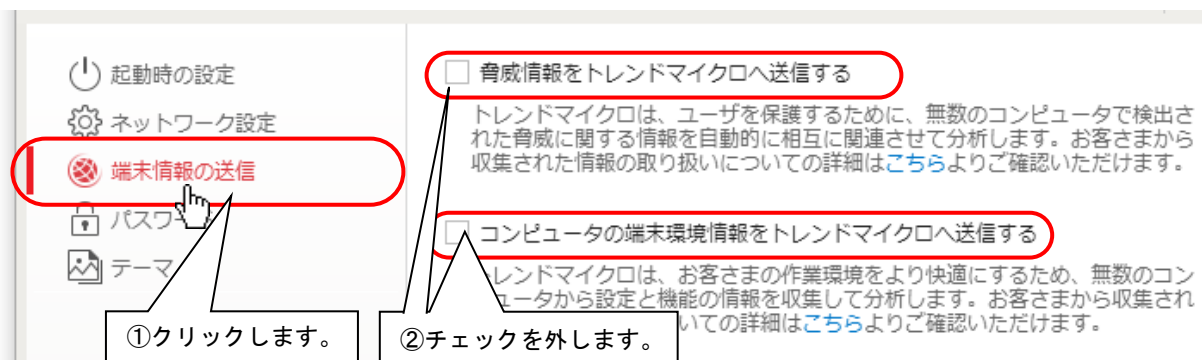 起動時の設定
ネットワーク設定
端末情報の送信
パスワ
テーマ
①クリックします。
脅威情報をトレンドマイクロへ送信する
トレンドマイクロは、ユーザを保護するために、無数のコンピュータで検出さ
れた脅威に関する情報を自動的に相互に関連させて分析します。お客さまから
収集された情報の取り扱いについての詳細はこちらよりご確認いただけます。
コンピュータの端末環境情報をトレンドマイクロへ送信する
レンドマイクロは、お客さまの作業環境をより快適にするため、無数のコン
ュータから設定と機能の情報を収集して分析します。お客さまから収集され
いての詳細はこちらよりご確認いただけます。
②チェックを外します。